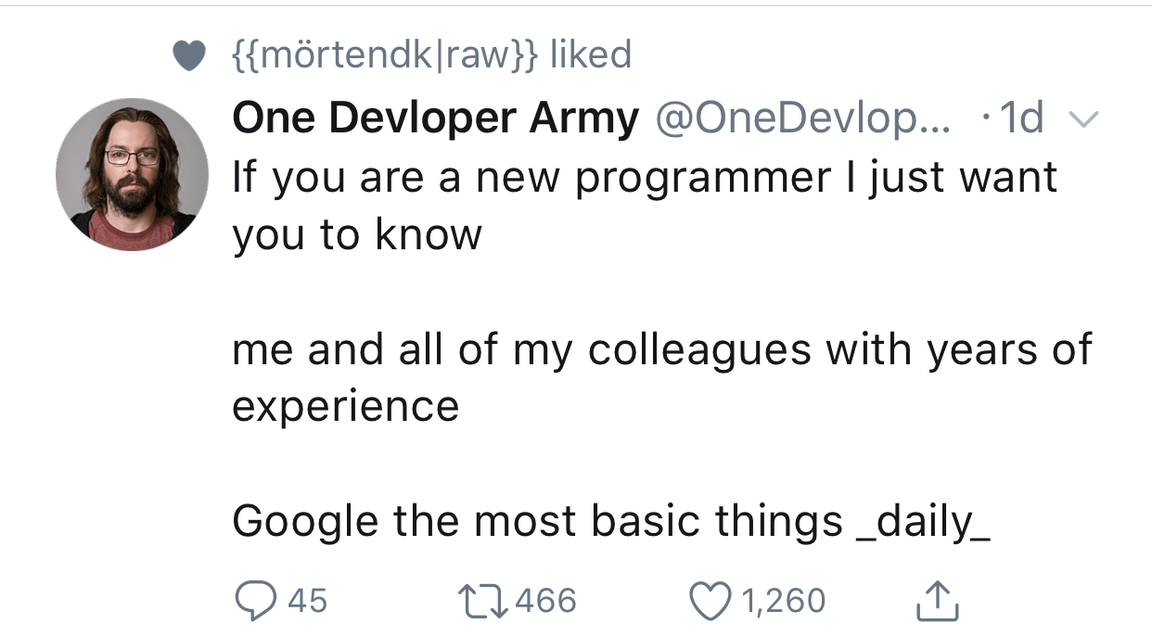 {{mörtendk|raw}} liked
One Devloper Army @OneDevlop... · 1d
If you are a new programmer I just want
you to know
me and all of my colleagues with years of
experience
Google the most basic things _daily_
45 466 1,260